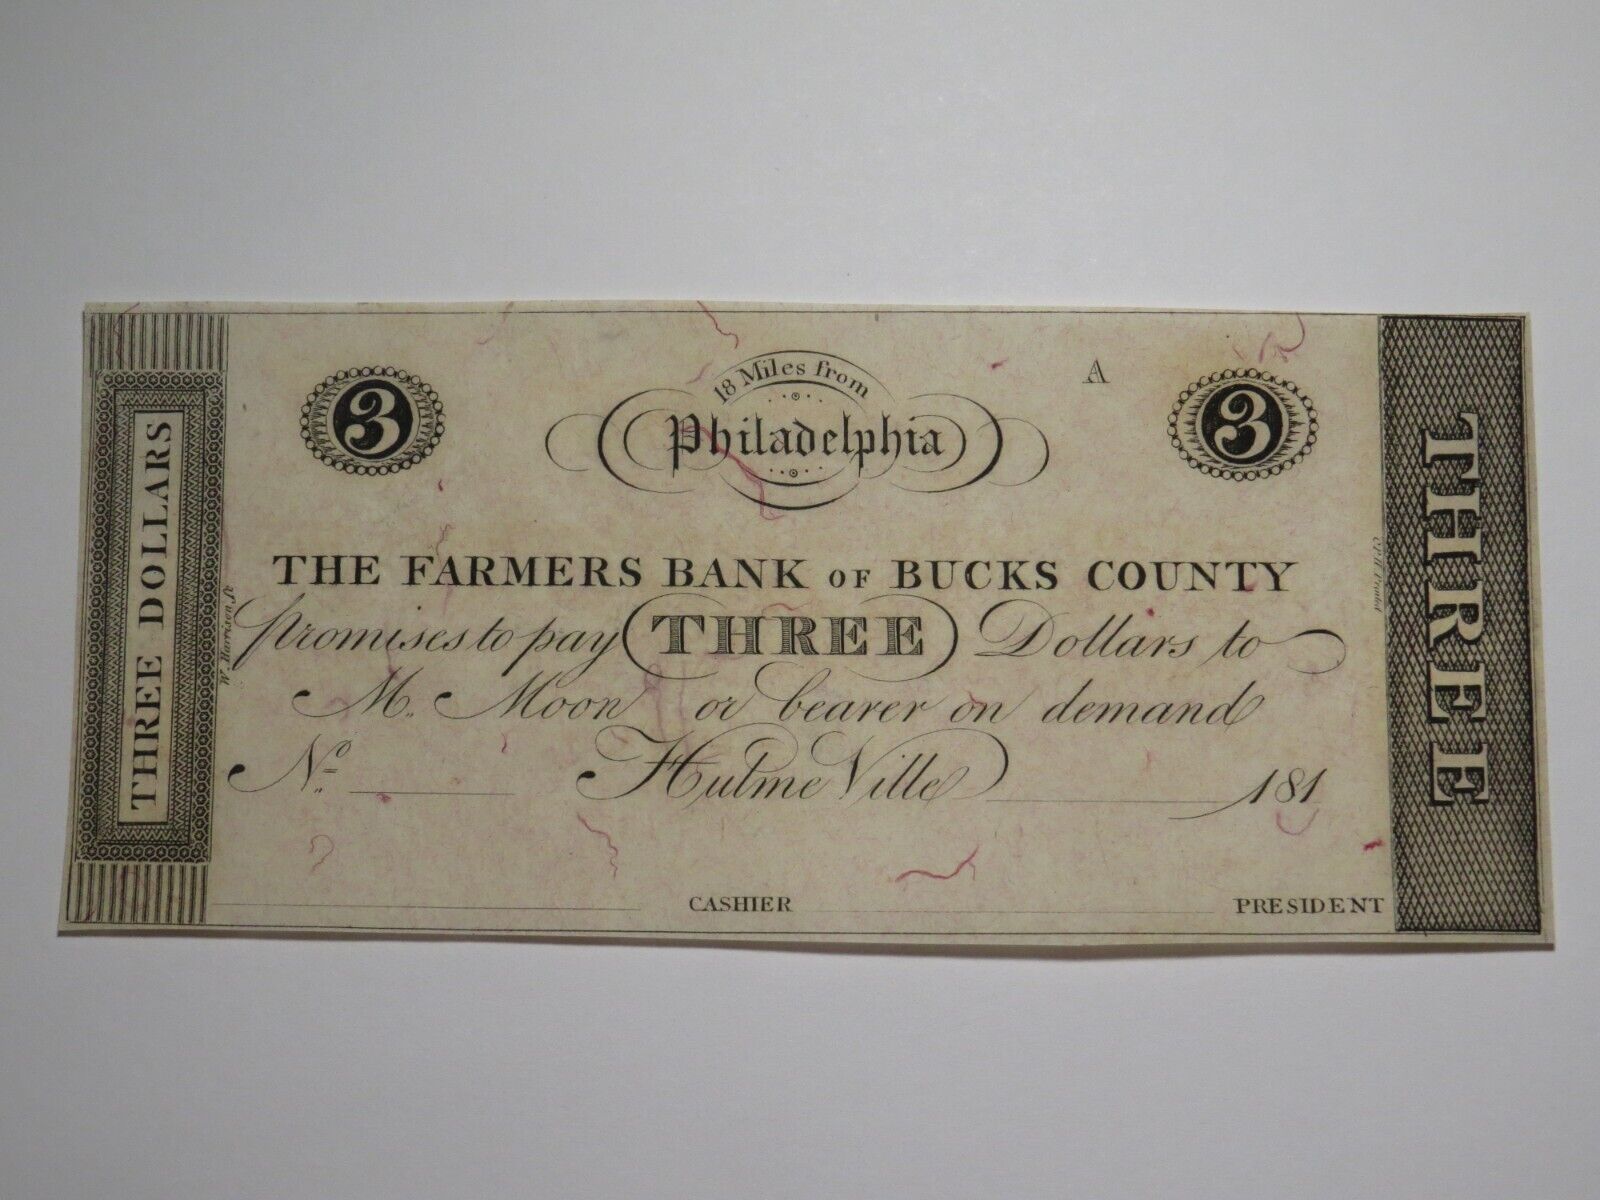 THREE DOLLARS
3
18 Miles from
Philadelphia
A
3
THREE
THE FARMERS BANK OF BUCKS COUNTY
promises to pay THREE Dollars to
M. Moon or bearer on demand
No. Hulme Ville 181
CASHIER PRESIDENT
W. Harrison